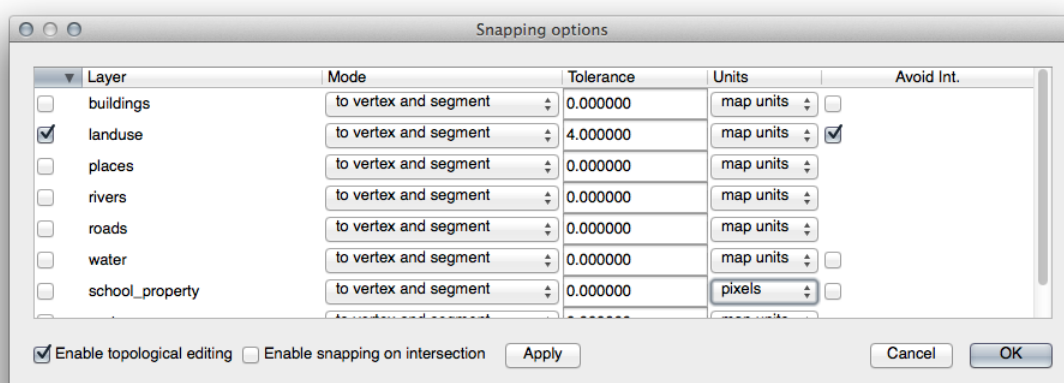 Snapping options
Layer Mode Tolerance Units Avoid Int.
buildings to vertex and segment 0.000000 map units
landuse to vertex and segment 4.000000 map units
places to vertex and segment 0.000000 map units
rivers to vertex and segment 0.000000 map units
roads to vertex and segment 0.000000 map units
water to vertex and segment 0.000000 map units
school_property to vertex and segment 0.000000 pixels
Enable topological editing Enable snapping on intersection Apply Cancel OK